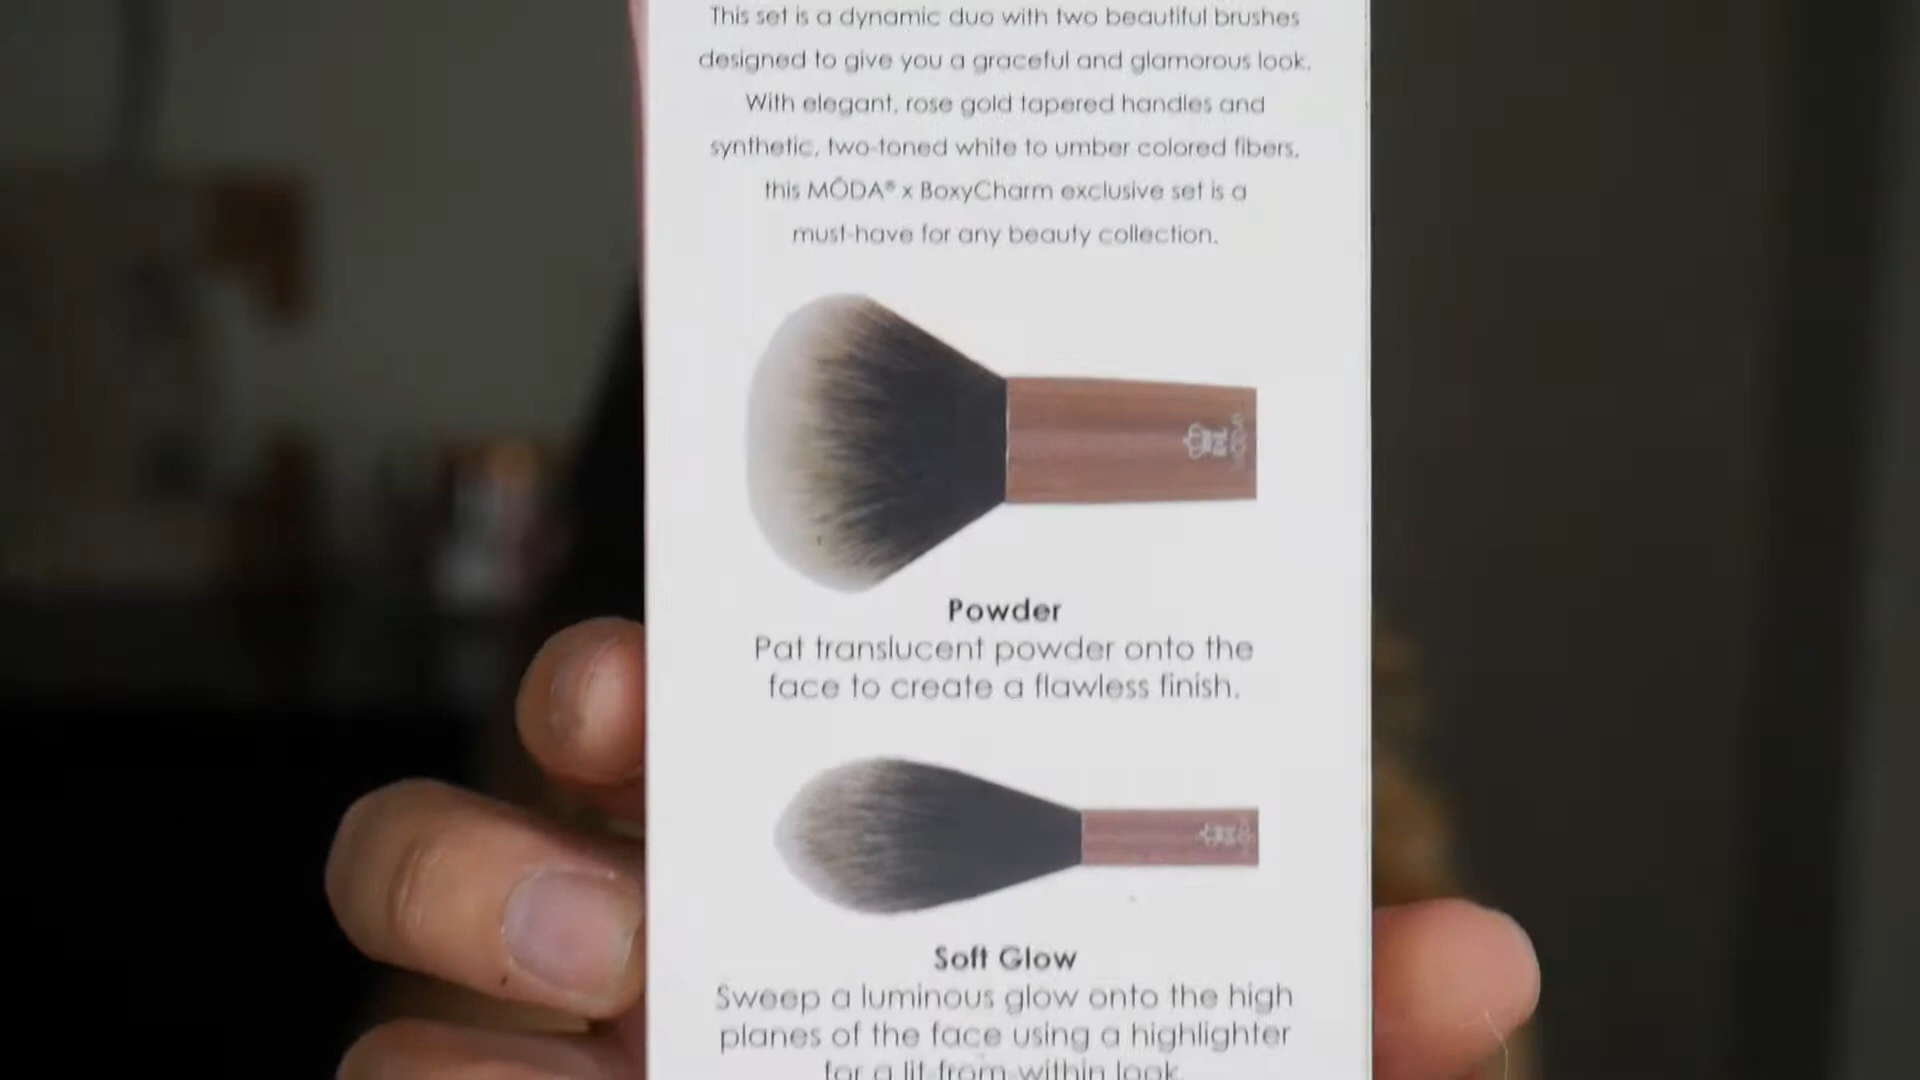 This set is a dynamic duo with two beautiful brushes
designed to give you a graceful and glamorous look.
With elegant, rose gold tapered handles and
synthetic, two-toned white to umber colored fibers,
this MŌDA® x BoxyCharm exclusive set is a
must-have for any beauty collection.
Powder
Pat translucent powder onto the
face to create a flawless finish.
Soft Glow
Sweep a luminous glow onto the high
planes of the face using a highlighter
for a lit from within look.